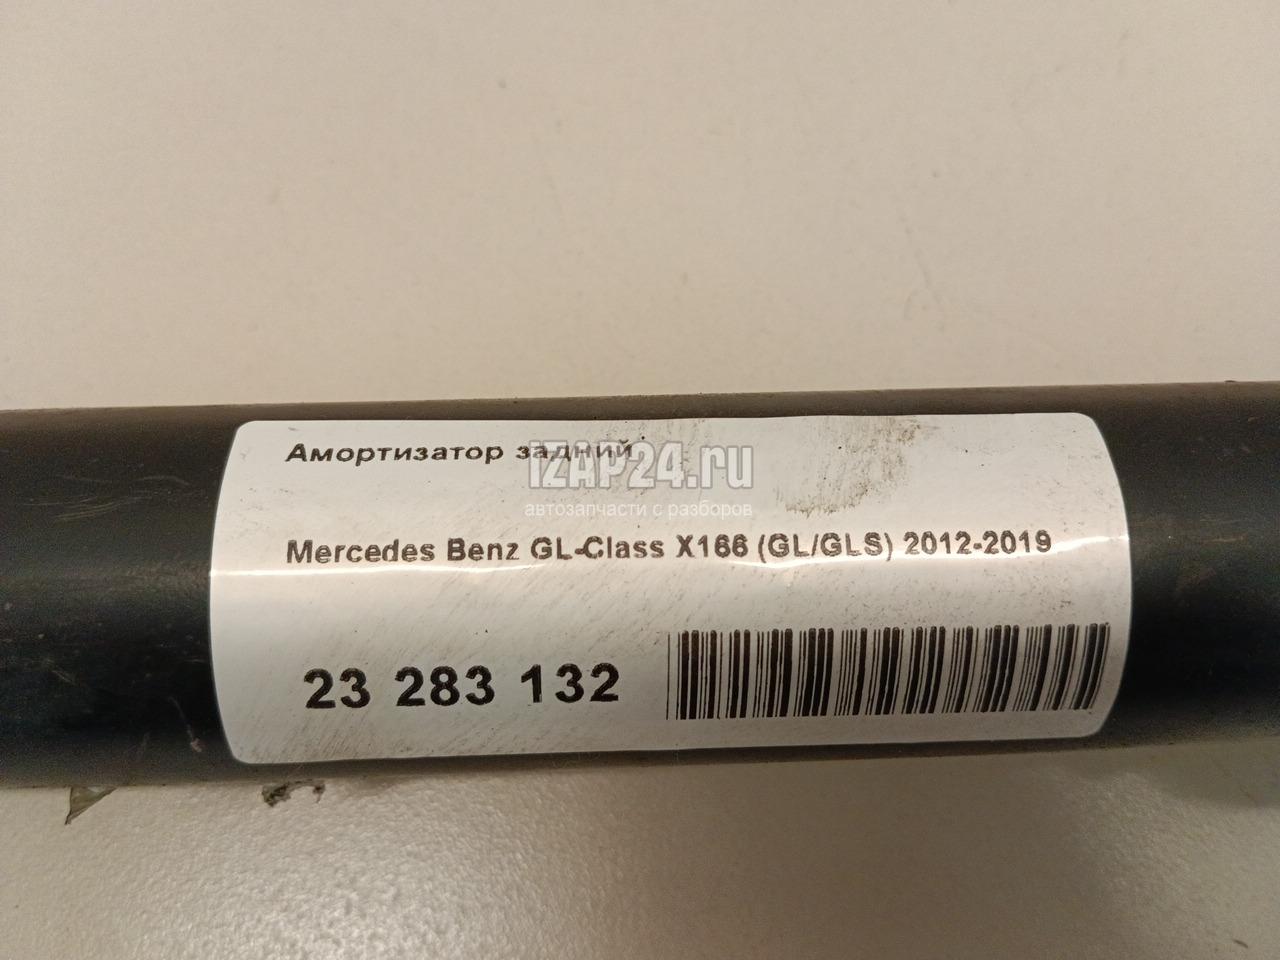 Амортизатор задний
IZAP24.ru
автозапчасти с разборов
Mercedes Benz GL-Class X166 (GL/GLS) 2012-2019
23 283 132